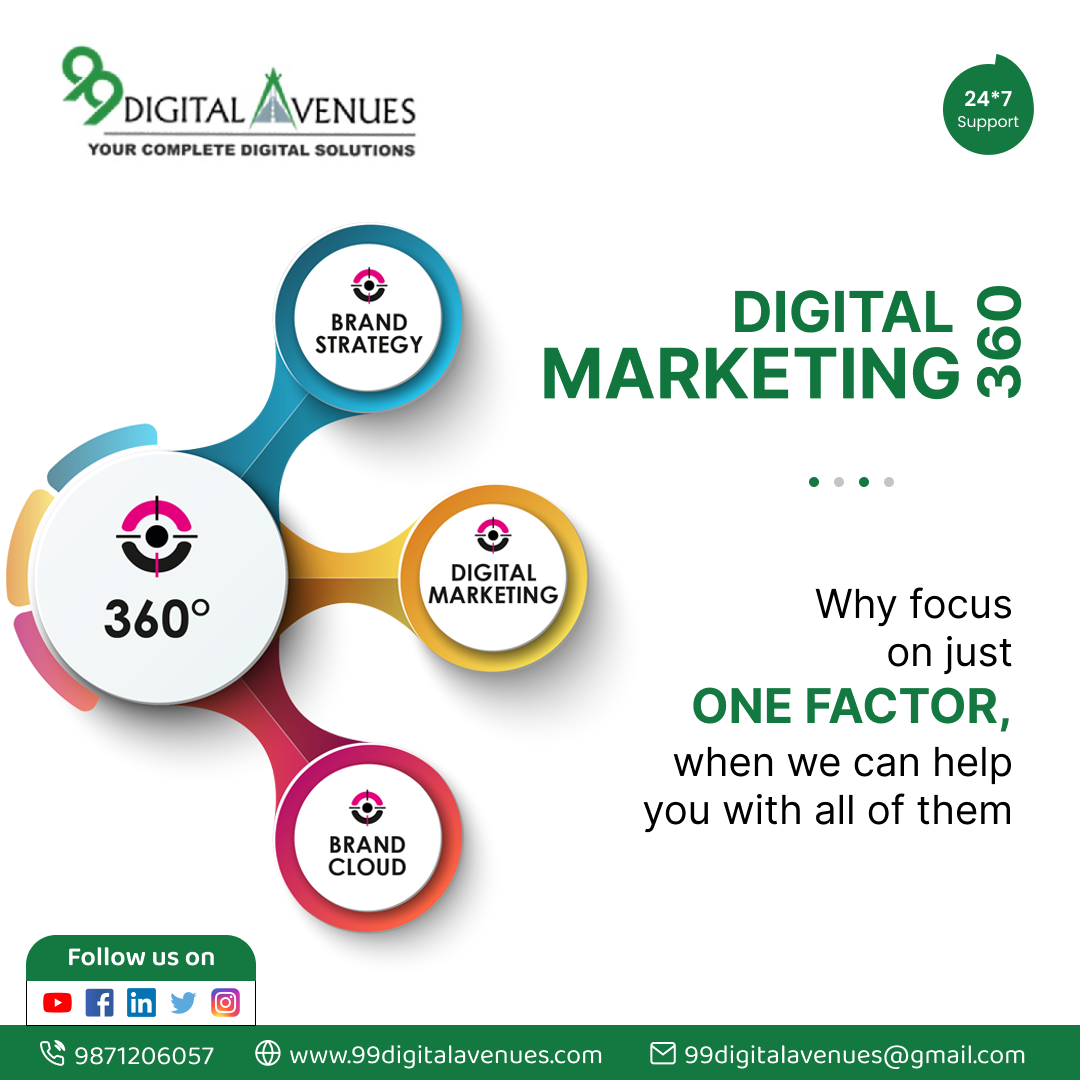 99 DIGITAL AVENUES
YOUR COMPLETE DIGITAL SOLUTIONS
24*7
Support
BRAND
STRATEGY
DIGITAL
MARKETING
360
360°
DIGITAL
MARKETING
BRAND
CLOUD
Why focus
on just
ONE FACTOR,
when we can help
you with all of them
Follow us on
9871206057
www.99digitalavenues.com
99digitalavenues@gmail.com